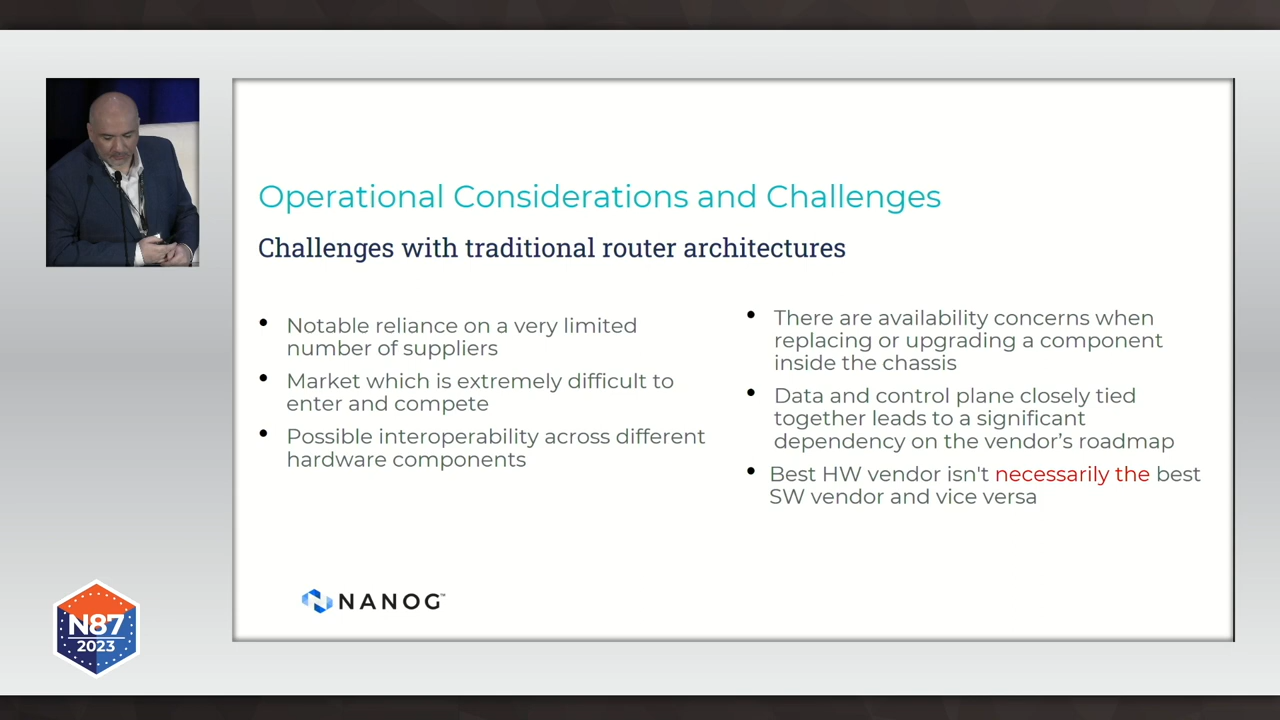 Operational Considerations and Challenges
Challenges with traditional router architectures
• Notable reliance on a very limited
number of suppliers
• Market which is extremely difficult to
enter and compete
• Possible interoperability across different
hardware components
• There are availability concerns when
replacing or upgrading a component
inside the chassis
• Data and control plane closely tied
together leads to a significant
dependency on the vendor's roadmap
• Best HW vendor isn't necessarily the best
SW vendor and vice versa
NANOG™
N87
2023